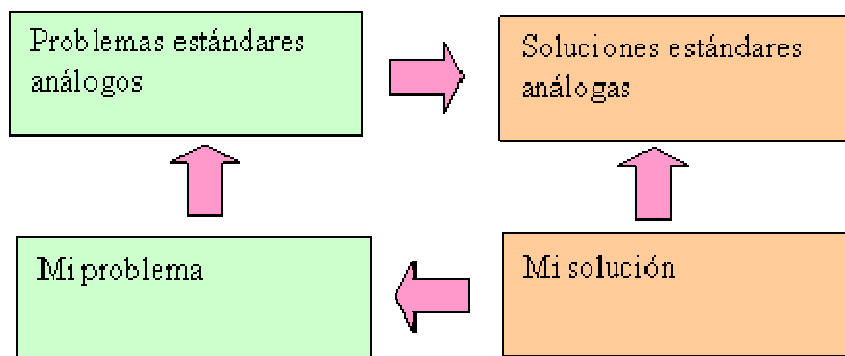 Problemas estándares
análogos
Soluciones estándares
análogas
Mi problema
Mi solución